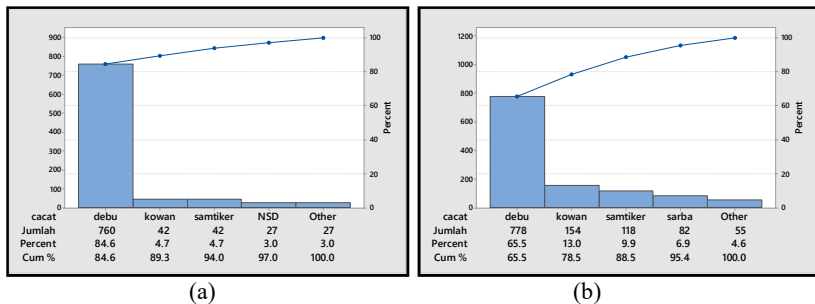 900
800
700
600
500
400
300
200
100
0
100
80
60
40
20
0
Percent
cacat debu kowan samtiker NSD Other
Jumlah 760 42 42 27 27
Percent 84.6 4.7 4.7 3.0 3.0
Cum % 84.6 89.3 94.0 97.0 100.0
(a)
1200
1000
800
600
400
200
0
100
80
60
40
20
0
Percent
cacat debu kowan samtiker sarba Other
Jumlah 778 154 118 82 55
Percent 65.5 13.0 9.9 6.9 4.6
Cum % 65.5 78.5 88.5 95.4 100.0
(b)